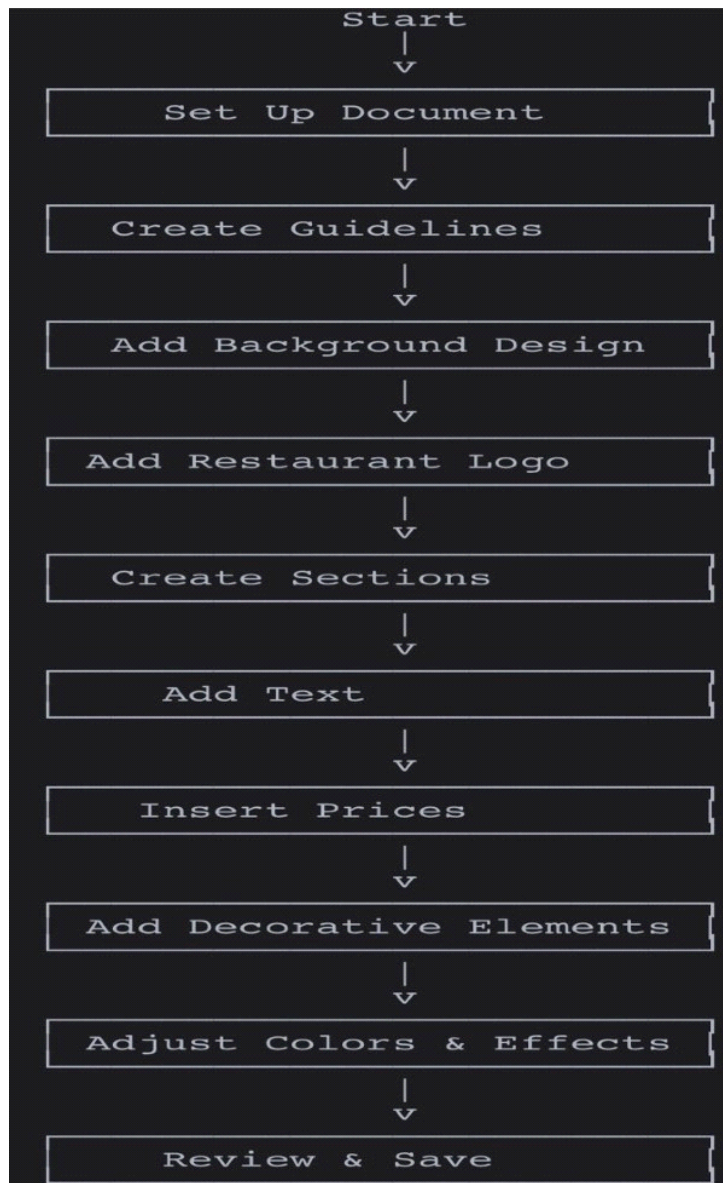 Start
Set Up Document
Create Guidelines
Add Background Design
Add Restaurant Logo
Create Sections
Add Text
Insert Prices
Add Decorative Elements
Adjust Colors & Effects
Review & Save